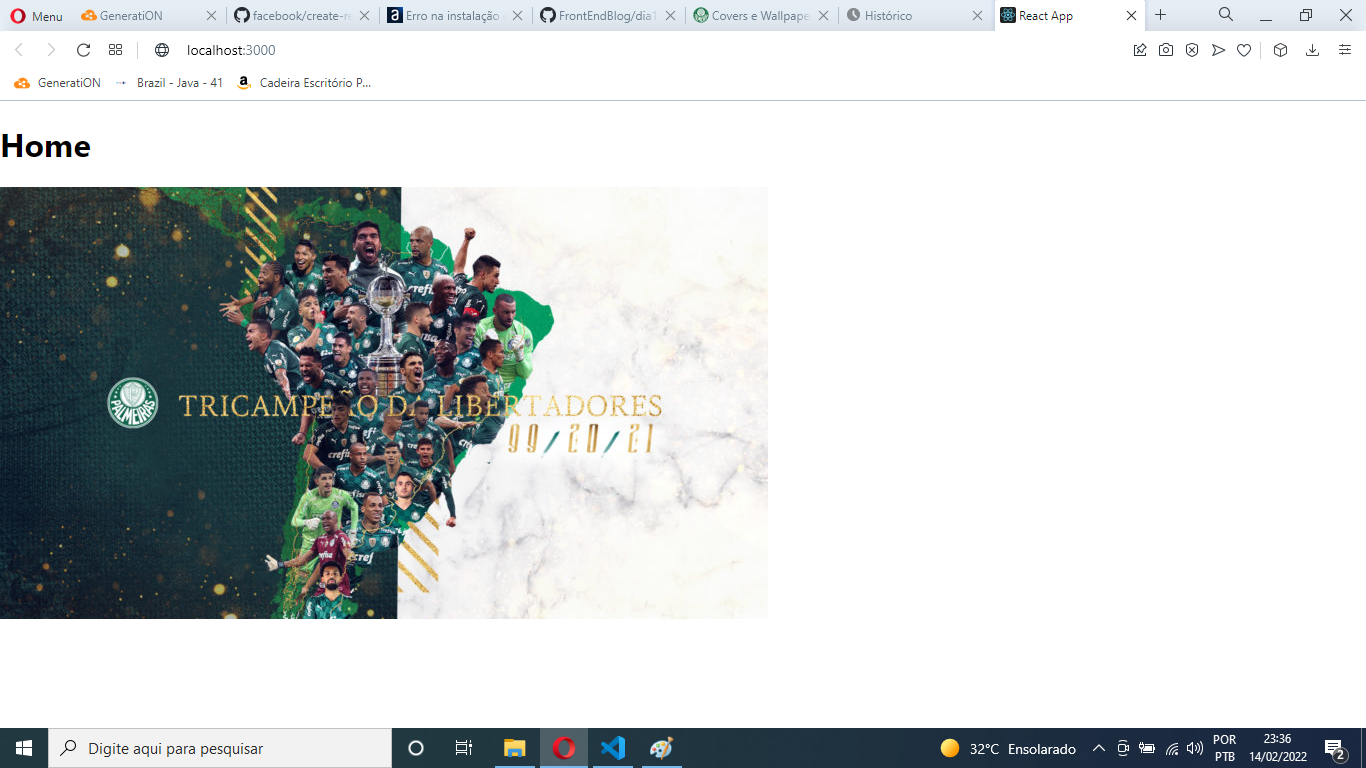 Menu
GeneratiON
facebook/create-re
Erro na instalação
FrontEndBlog/dia1
Covers e Wallpape
Histórico
React App
localhost:3000
GeneratiON
Brazil - Java - 41
Cadeira Escritório P...
Home
PALMEIRAS
TRICAMPEÃO DA LIBERTADORES
99/20/21
Digite aqui para pesquisar
32°C Ensolarado
POR
PTB
23:36
14/02/2022
2